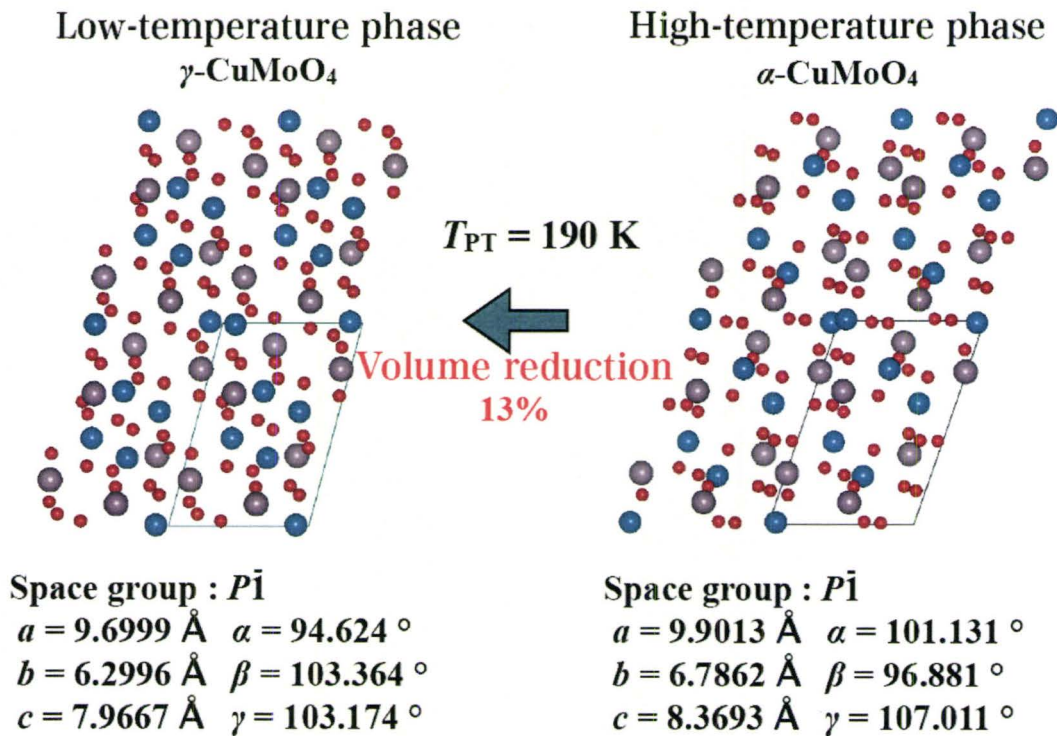 Low-temperature phase
γ-CuMoO₄
High-temperature phase
α-CuMoO₄
T_PT = 190 K
Volume reduction
13%
Space group : P1̄
a = 9.6999 Å α = 94.624 °
b = 6.2996 Å β = 103.364 °
c = 7.9667 Å γ = 103.174 °
Space group : P1̄
a = 9.9013 Å α = 101.131 °
b = 6.7862 Å β = 96.881 °
c = 8.3693 Å γ = 107.011 °